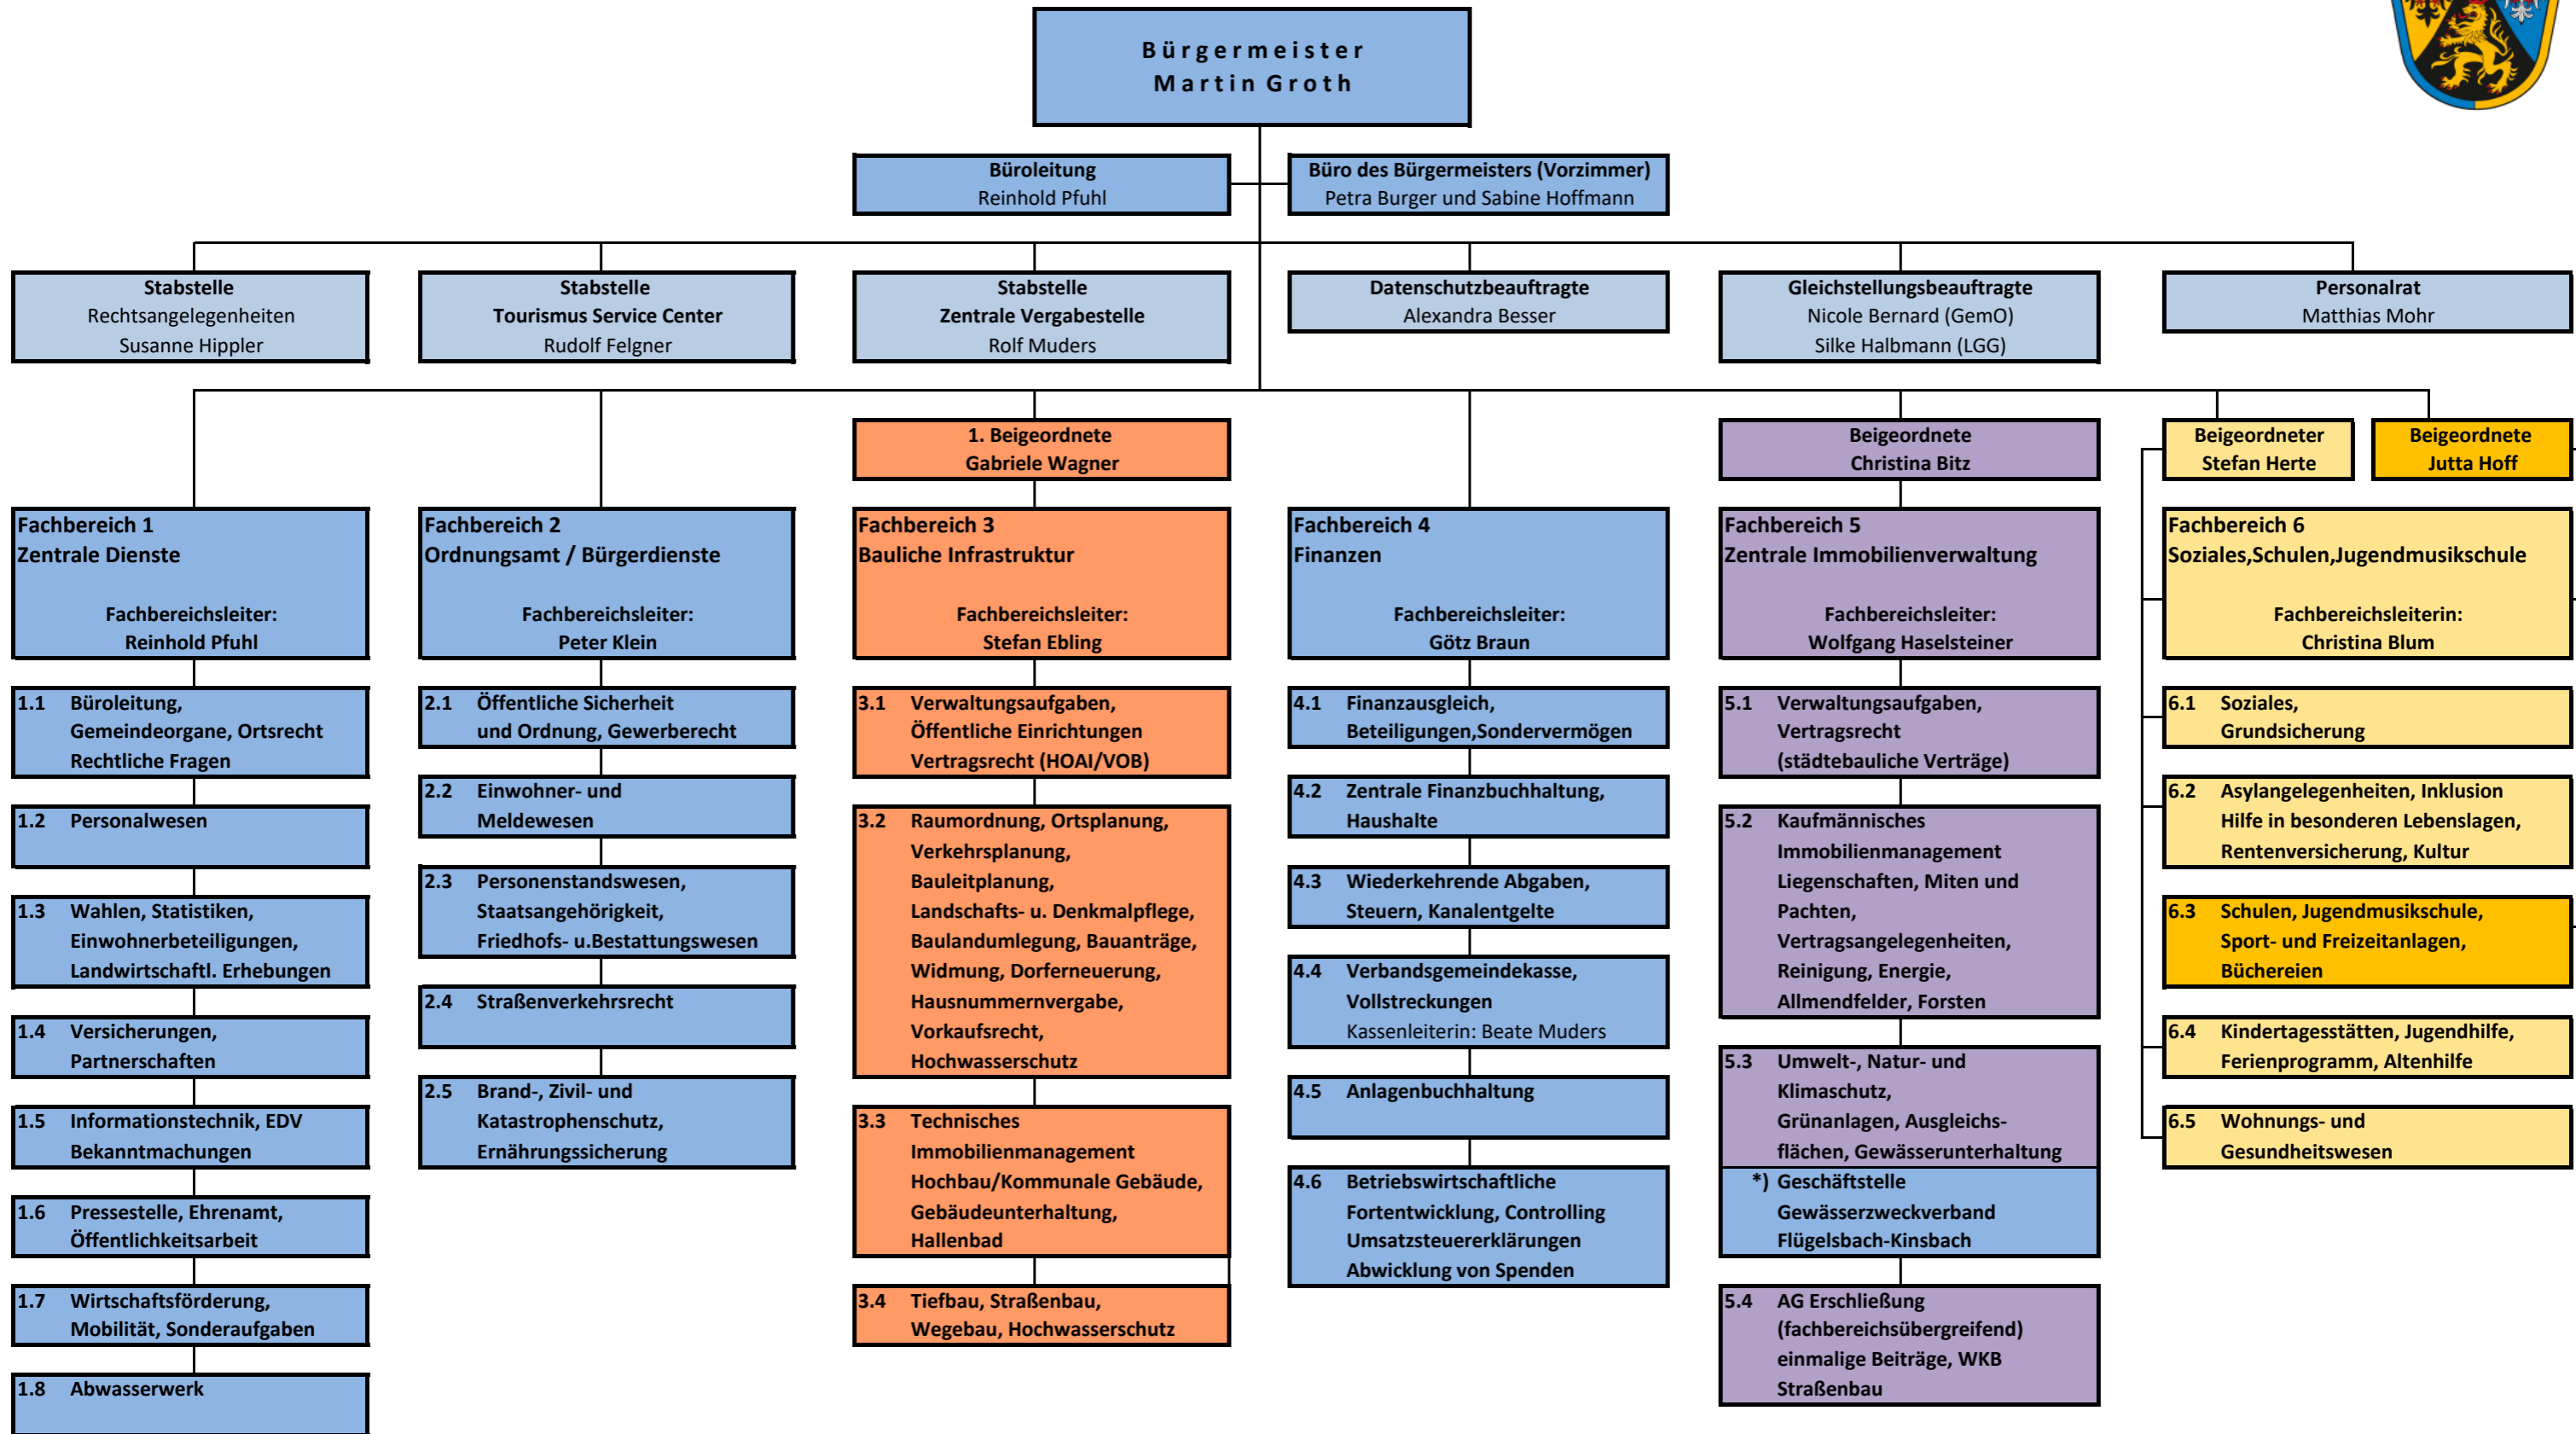 Bürgermeister
Martin Groth
Büroleitung
Reinhold Pfuhl
Büro des Bürgermeisters (Vorzimmer)
Petra Burger und Sabine Hoffmann
Stabstelle
Rechtsangelegenheiten
Susanne Hippler
Stabstelle
Tourismus Service Center
Rudolf Felgner
Stabstelle
Zentrale Vergabestelle
Rolf Muders
Datenschutzbeauftragte
Alexandra Besser
Gleichstellungsbeauftragte
Nicole Bernard (GemO)
Silke Halbmann (LGG)
Personalrat
Matthias Mohr
1. Beigeordnete
Gabriele Wagner
Beigeordnete
Christina Bitz
Beigeordneter
Stefan Herte
Beigeordnete
Jutta Hoff
Fachbereich 1
Zentrale Dienste
Fachbereichsleiter:
Reinhold Pfuhl
1.1 Büroleitung,
Gemeindeorgane, Ortsrecht
Rechtliche Fragen
1.2 Personalwesen
1.3 Wahlen, Statistiken,
Einwohnerbeteiligungen,
Landwirtschaftl. Erhebungen
1.4 Versicherungen,
Partnerschaften
1.5 Informationstechnik, EDV
Bekanntmachungen
1.6 Pressestelle, Ehrenamt,
Öffentlichkeitsarbeit
1.7 Wirtschaftsförderung,
Mobilität, Sonderaufgaben
1.8 Abwasserwerk
Fachbereich 2
Ordnungsamt / Bürgerdienste
Fachbereichsleiter:
Peter Klein
2.1 Öffentliche Sicherheit
und Ordnung, Gewerberecht
2.2 Einwohner- und
Meldewesen
2.3 Personenstandswesen,
Staatsangehörigkeit,
Friedhofs- u.Bestattungswesen
2.4 Straßenverkehrsrecht
2.5 Brand-, Zivil- und
Katastrophenschutz,
Ernährungssicherung
Fachbereich 3
Bauliche Infrastruktur
Fachbereichsleiter:
Stefan Ebling
3.1 Verwaltungsaufgaben,
Öffentliche Einrichtungen
Vertragsrecht (HOAI/VOB)
3.2 Raumordnung, Ortsplanung,
Verkehrsplanung,
Bauleitplanung,
Landschafts- u. Denkmalpflege,
Baulandumlegung, Bauanträge,
Widmung, Dorferneuerung,
Hausnummernvergabe,
Vorkaufsrecht,
Hochwasserschutz
3.3 Technisches
Immobilienmanagement
Hochbau/Kommunale Gebäude,
Gebäudeunterhaltung,
Hallenbad
3.4 Tiefbau, Straßenbau,
Wegebau, Hochwasserschutz
Fachbereich 4
Finanzen
Fachbereichsleiter:
Götz Braun
4.1 Finanzausgleich,
Beteiligungen,Sondervermögen
4.2 Zentrale Finanzbuchhaltung,
Haushalte
4.3 Wiederkehrende Abgaben,
Steuern, Kanalentgelte
4.4 Verbandsgemeindekasse,
Vollstreckungen
Kassenleiterin: Beate Muders
4.5 Anlagenbuchhaltung
4.6 Betriebswirtschaftliche
Fortentwicklung, Controlling
Umsatzsteuererklärungen
Abwicklung von Spenden
Fachbereich 5
Zentrale Immobilienverwaltung
Fachbereichsleiter:
Wolfgang Haselsteiner
5.1 Verwaltungsaufgaben,
Vertragsrecht
(städtebauliche Verträge)
5.2 Kaufmännisches
Immobilienmanagement
Liegenschaften, Miten und
Pachten,
Vertragsangelegenheiten,
Reinigung, Energie,
Allmendfelder, Forsten
5.3 Umwelt-, Natur- und
Klimaschutz,
Grünanlagen, Ausgleichs-
flächen, Gewässerunterhaltung
*) Geschäftstelle
Gewässerzweckverband
Flügelsbach-Kinsbach
5.4 AG Erschließung
(fachbereichsübergreifend)
einmalige Beiträge, WKB
Straßenbau
Fachbereich 6
Soziales,Schulen,Jugendmusikschule
Fachbereichsleiterin:
Christina Blum
6.1 Soziales,
Grundsicherung
6.2 Asylangelegenheiten, Inklusion
Hilfe in besonderen Lebenslagen,
Rentenversicherung, Kultur
6.3 Schulen, Jugendmusikschule,
Sport- und Freizeitanlagen,
Büchereien
6.4 Kindertagesstätten, Jugendhilfe,
Ferienprogramm, Altenhilfe
6.5 Wohnungs- und
Gesundheitswesen